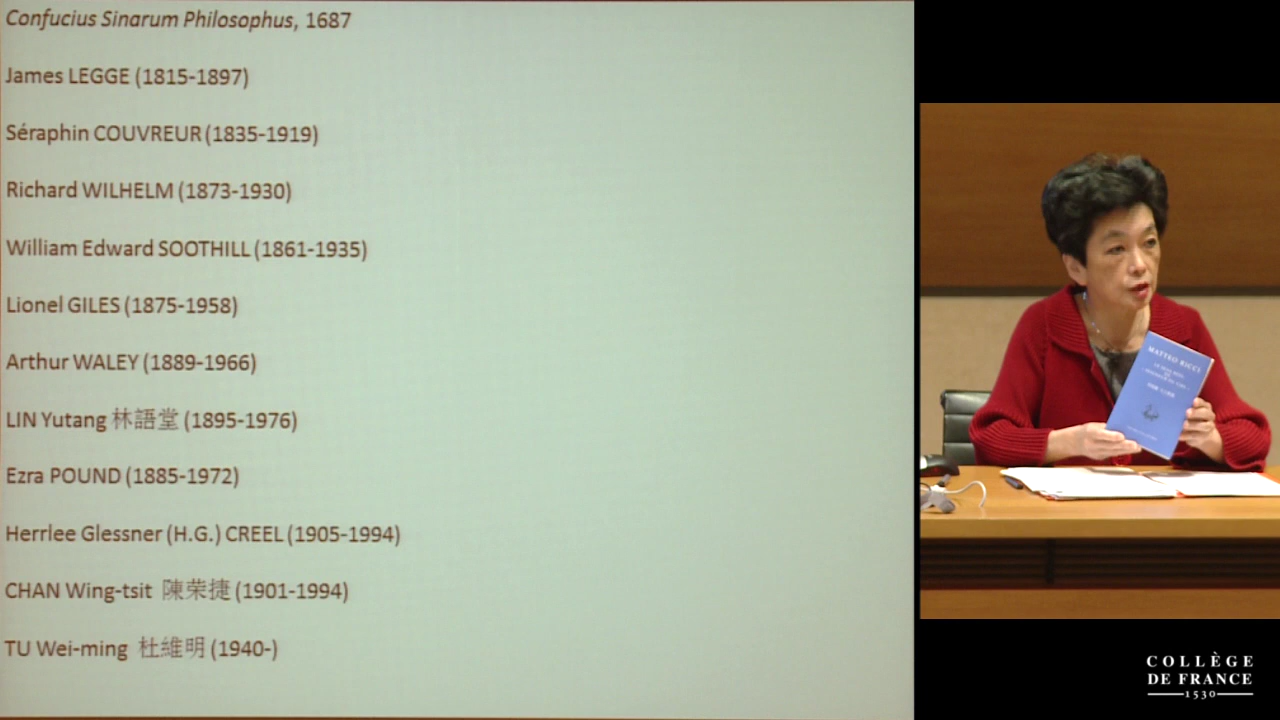 Confucius Sinarum Philosophus, 1687
James LEGGE (1815-1897)
Séraphin COUVREUR (1835-1919)
Richard WILHELM (1873-1930)
William Edward SOOTHILL (1861-1935)
Lionel GILES (1875-1958)
Arthur WALEY (1889-1966)
LIN Yutang 林語堂 (1895-1976)
Ezra POUND (1885-1972)
Herrlee Glessner (H.G.) CREEL (1905-1994)
CHAN Wing-tsit 陳荣捷 (1901-1994)
TU Wei-ming 杜維明 (1940-)
MATTEO RICCI
COLLÈGE
DE FRANCE
1530